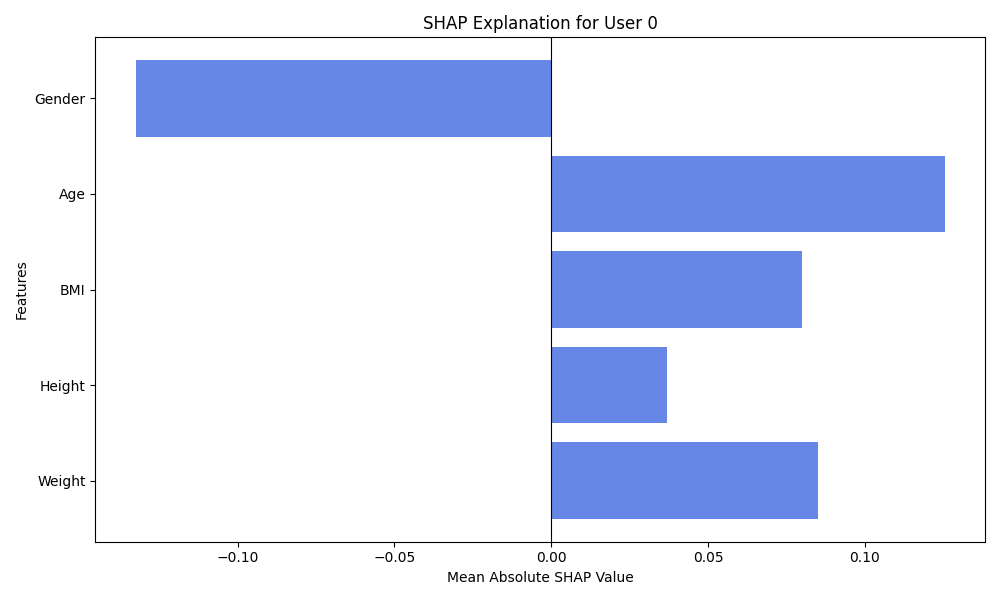 SHAP Explanation for User 0
Gender
Age
BMI
Height
Weight
Features
−0.10
−0.05
0.00
0.05
0.10
Mean Absolute SHAP Value